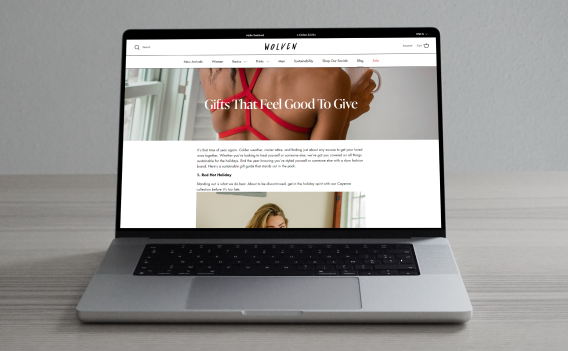 Search
WOLVEN
Account Cart
New Arrivals Women Basics Prints Men Sustainability Shop Our Socials Blog Sale
Gifts That Feel Good To Give
It's that time of year again. Colder weather, cozier attire, and finding just about any excuse to get your loved
ones together. Whether you're looking to treat yourself or someone else, we've got you covered on all things
sustainable for the holidays. End the year knowing you've styled yourself or someone else with a slow fashion
brand. Here's a sustainable gift guide that stands out in the pack.
1. Red Hot Holiday
Standing out is what we do best. About to be discontinued, get in the holiday spirit with our Cayenne
collection before it's too late.